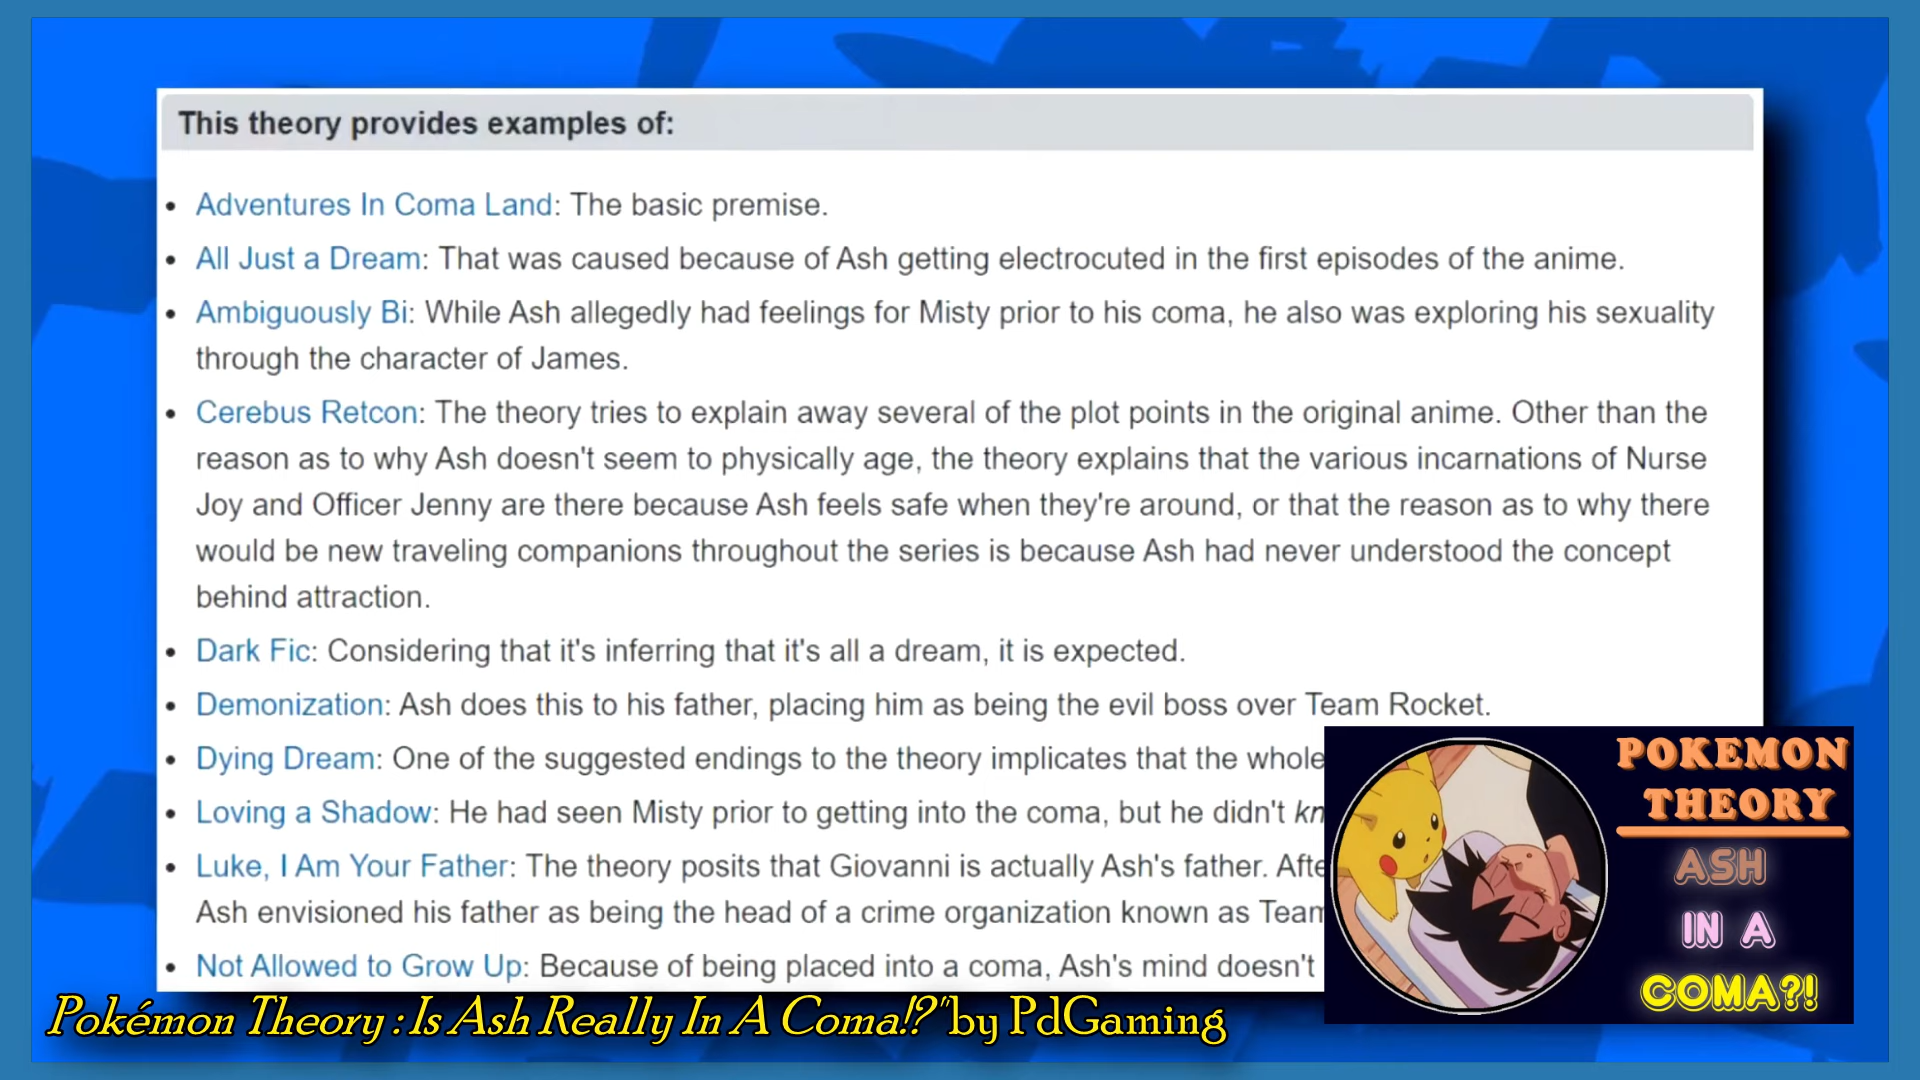 This theory provides examples of:
• Adventures In Coma Land: The basic premise.
• All Just a Dream: That was caused because of Ash getting electrocuted in the first episodes of the anime.
• Ambiguously Bi: While Ash allegedly had feelings for Misty prior to his coma, he also was exploring his sexuality
through the character of James.
• Cerebus Retcon: The theory tries to explain away several of the plot points in the original anime. Other than the
reason as to why Ash doesn't seem to physically age, the theory explains that the various incarnations of Nurse
Joy and Officer Jenny are there because Ash feels safe when they're around, or that the reason as to why there
would be new traveling companions throughout the series is because Ash had never understood the concept
behind attraction.
• Dark Fic: Considering that it's inferring that it's all a dream, it is expected.
• Demonization: Ash does this to his father, placing him as being the evil boss over Team Rocket.
• Dying Dream: One of the suggested endings to the theory implicates that the whole
• Loving a Shadow: He had seen Misty prior to getting into the coma, but he didn't
• Luke, I Am Your Father: The theory posits that Giovanni is actually Ash's father.
Ash envisioned his father as being the head of a crime organization known as Team
• Not Allowed to Grow Up: Because of being placed into a coma, Ash's mind doesn't
POKEMON
THEORY
ASH
IN A
COMA?!
Pokémon Theory : Is Ash Really In A Coma!?" by PdGaming